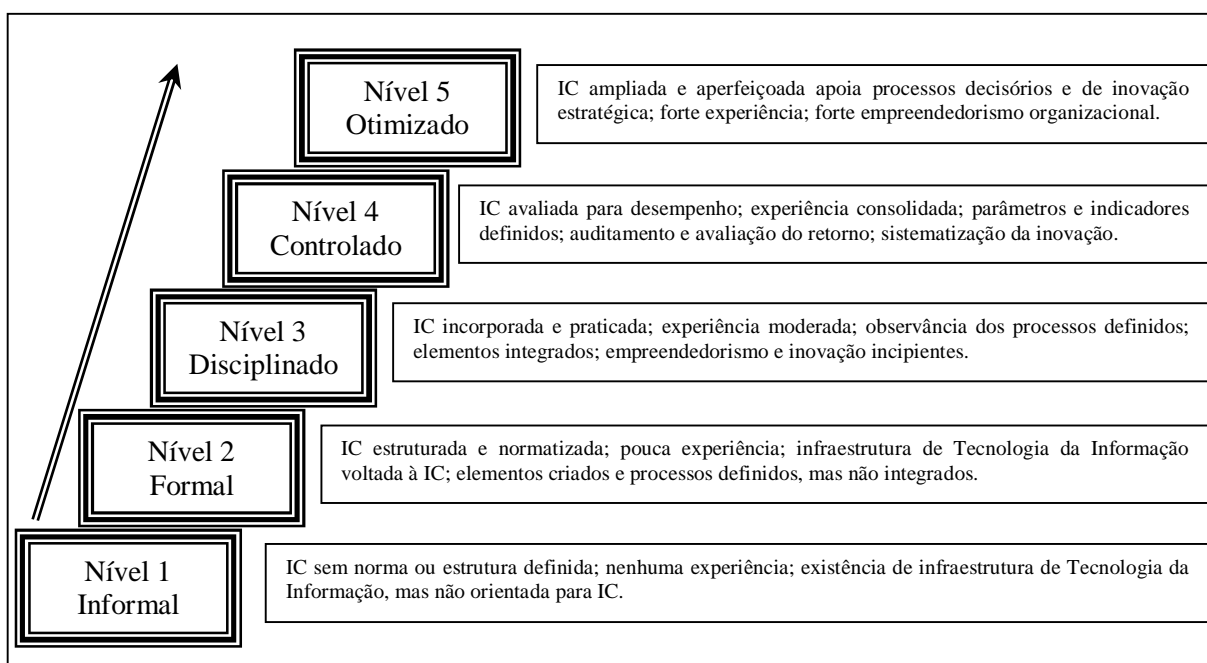 Nível 5
Otimizado
IC ampliada e aperfeiçoada apoia processos decisórios e de inovação
estratégica; forte experiência; forte empreendedorismo organizacional.
Nível 4
Controlado
IC avaliada para desempenho; experiência consolidada; parâmetros e indicadores
definidos; auditamento e avaliação do retorno; sistematização da inovação.
Nível 3
Disciplinado
IC incorporada e praticada; experiência moderada; observância dos processos definidos;
elementos integrados; empreendedorismo e inovação incipientes.
Nível 2
Formal
IC estruturada e normatizada; pouca experiência; infraestrutura de Tecnologia da Informação
voltada à IC; elementos criados e processos definidos, mas não integrados.
Nível 1
Informal
IC sem norma ou estrutura definida; nenhuma experiência; existência de infraestrutura de Tecnologia da
Informação, mas não orientada para IC.